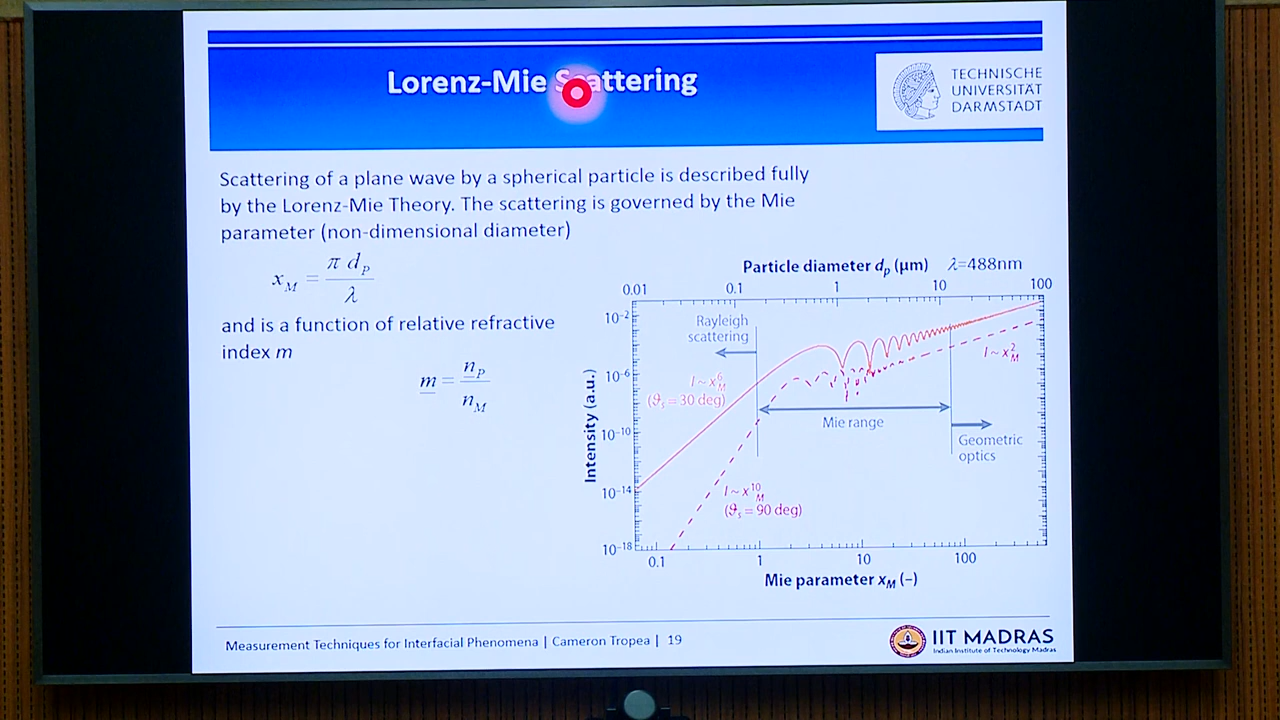 Lorenz-Mie Scattering
TECHNISCHE
UNIVERSITÄT
DARMSTADT
Scattering of a plane wave by a spherical particle is described fully
by the Lorenz-Mie Theory. The scattering is governed by the Mie
parameter (non-dimensional diameter)
x_M = π d_P / λ
and is a function of relative refractive
index m
m = n_P / n_M
Particle diameter d_p (μm) λ=488nm
0.01 0.1 1 10 100
Intensity (a.u.)
10^-2
10^-6
10^-10
10^-14
10^-18
Rayleigh
scattering
I ~ x_M^6
(ϑ_s = 30 deg)
I ~ x_M^2
Mie range
Geometric
optics
I ~ x_M^10
(ϑ_s = 90 deg)
0.1 1 10 100
Mie parameter x_M (–)
Measurement Techniques for Interfacial Phenomena | Cameron Tropea | 19
IIT MADRAS
Indian Institute of Technology Madras